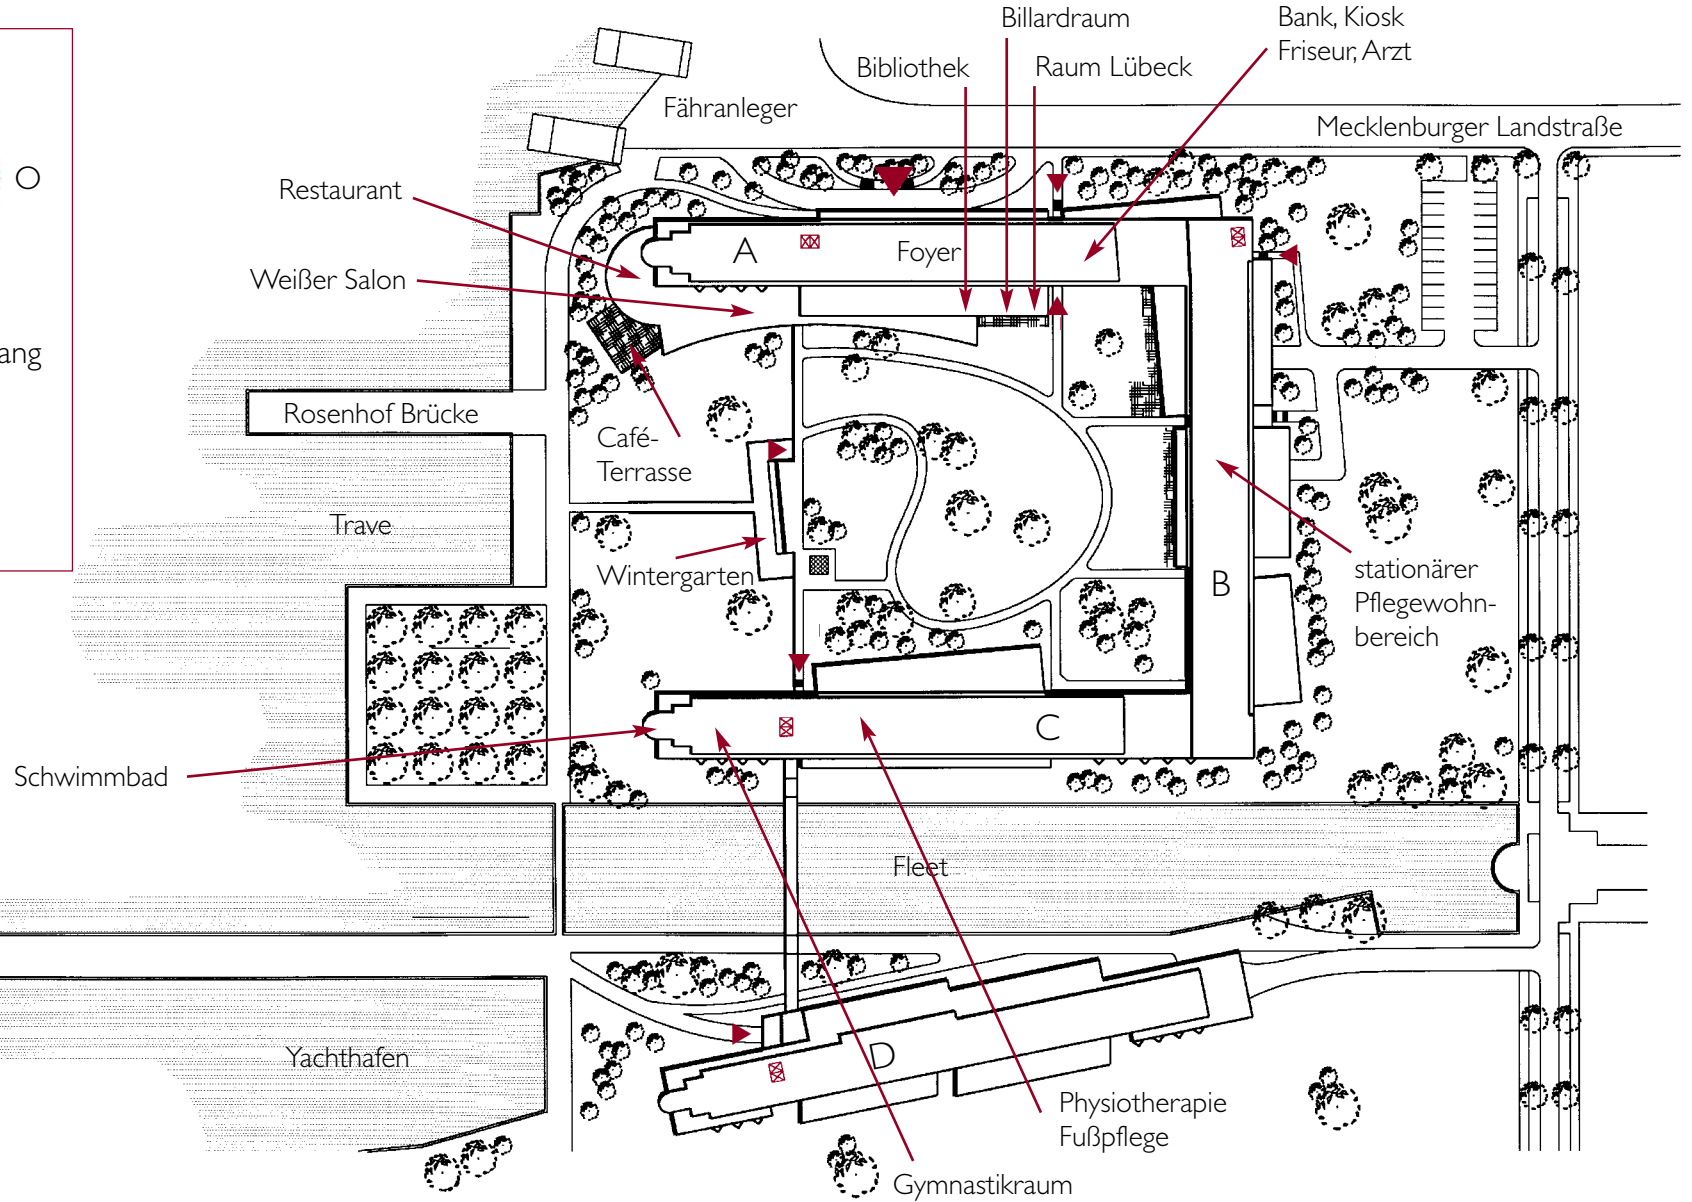 Billardraum
Bank, Kiosk
Friseur, Arzt
Bibliothek
Raum Lübeck
Fähranleger
Mecklenburger Landstraße
O
Restaurant
A
Foyer
Weißer Salon
ang
Rosenhof Brücke
Café-
Terrasse
Trave
Wintergarten
B
stationärer
Pflegewohn-
bereich
C
Schwimmbad
Fleet
Yachthafen
D
Physiotherapie
Fußpflege
Gymnastikraum